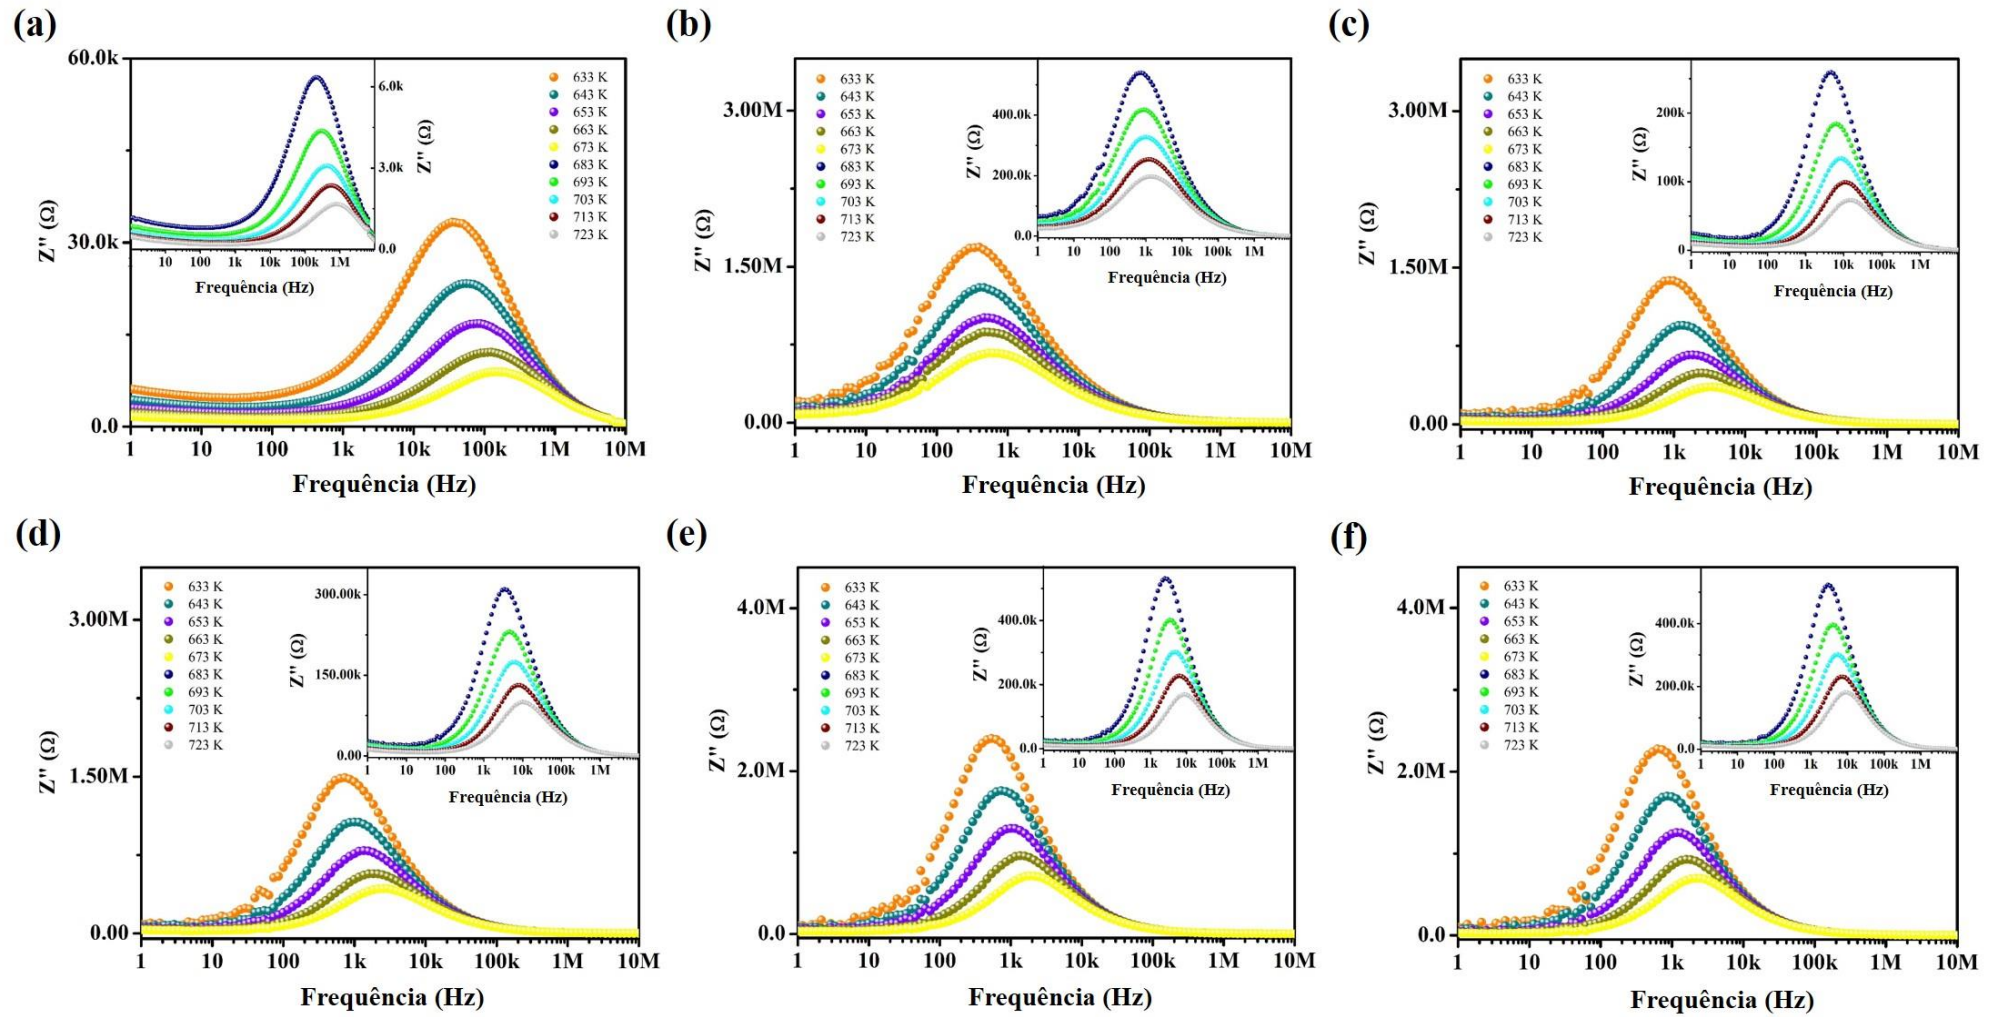 (a)
60.0k
30.0k
0.0
Z'' (Ω)
1 10 100 1k 10k 100k 1M 10M
Frequência (Hz)
6.0k
3.0k
0.0
Z'' (Ω)
10 100 1k 10k 100k 1M
Frequência (Hz)
633 K
643 K
653 K
663 K
673 K
683 K
693 K
703 K
713 K
723 K
(b)
3.00M
1.50M
0.00
Z'' (Ω)
1 10 100 1k 10k 100k 1M 10M
Frequência (Hz)
633 K
643 K
653 K
663 K
673 K
683 K
693 K
703 K
713 K
723 K
400.0k
200.0k
0.0
Z'' (Ω)
1 10 100 1k 10k 100k 1M
Frequência (Hz)
(c)
3.00M
1.50M
0.00
Z'' (Ω)
1 10 100 1k 10k 100k 1M 10M
Frequência (Hz)
633 K
643 K
653 K
663 K
673 K
683 K
693 K
703 K
713 K
723 K
200k
100k
0
Z'' (Ω)
1 10 100 1k 10k 100k 1M
Frequência (Hz)
(d)
3.00M
1.50M
0.00
Z'' (Ω)
1 10 100 1k 10k 100k 1M 10M
Frequência (Hz)
633 K
643 K
653 K
663 K
673 K
683 K
693 K
703 K
713 K
723 K
300.00k
150.00k
0.00
Z'' (Ω)
1 10 100 1k 10k 100k 1M
Frequência (Hz)
(e)
4.0M
2.0M
0.0
Z'' (Ω)
1 10 100 1k 10k 100k 1M 10M
Frequência (Hz)
633 K
643 K
653 K
663 K
673 K
683 K
693 K
703 K
713 K
723 K
400.0k
200.0k
0.0
Z'' (Ω)
1 10 100 1k 10k 100k 1M
Frequência (Hz)
(f)
4.0M
2.0M
0.0
Z'' (Ω)
1 10 100 1k 10k 100k 1M 10M
Frequência (Hz)
633 K
643 K
653 K
663 K
673 K
683 K
693 K
703 K
713 K
723 K
400.0k
200.0k
0.0
Z'' (Ω)
1 10 100 1k 10k 100k 1M
Frequência (Hz)